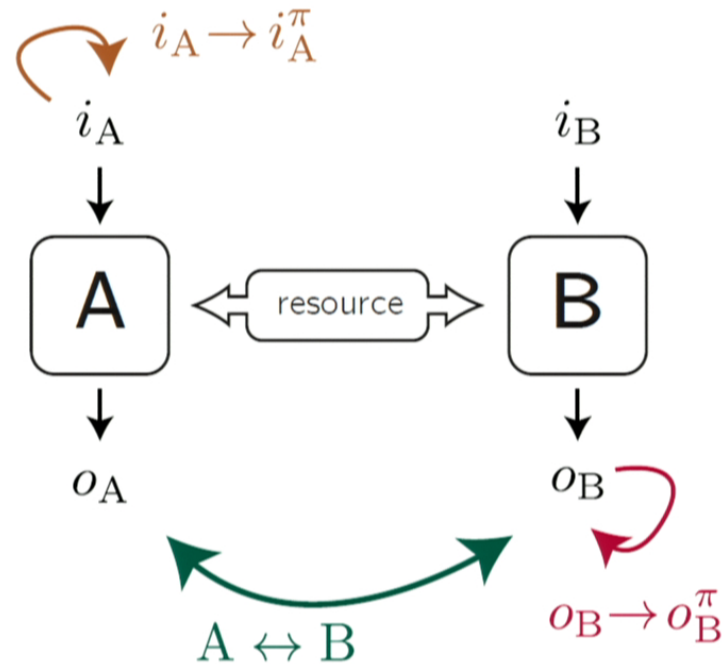 i_A → i_A^π
i_A
i_B
A
resource
B
o_A
o_B
o_B → o_B^π
A ↔ B